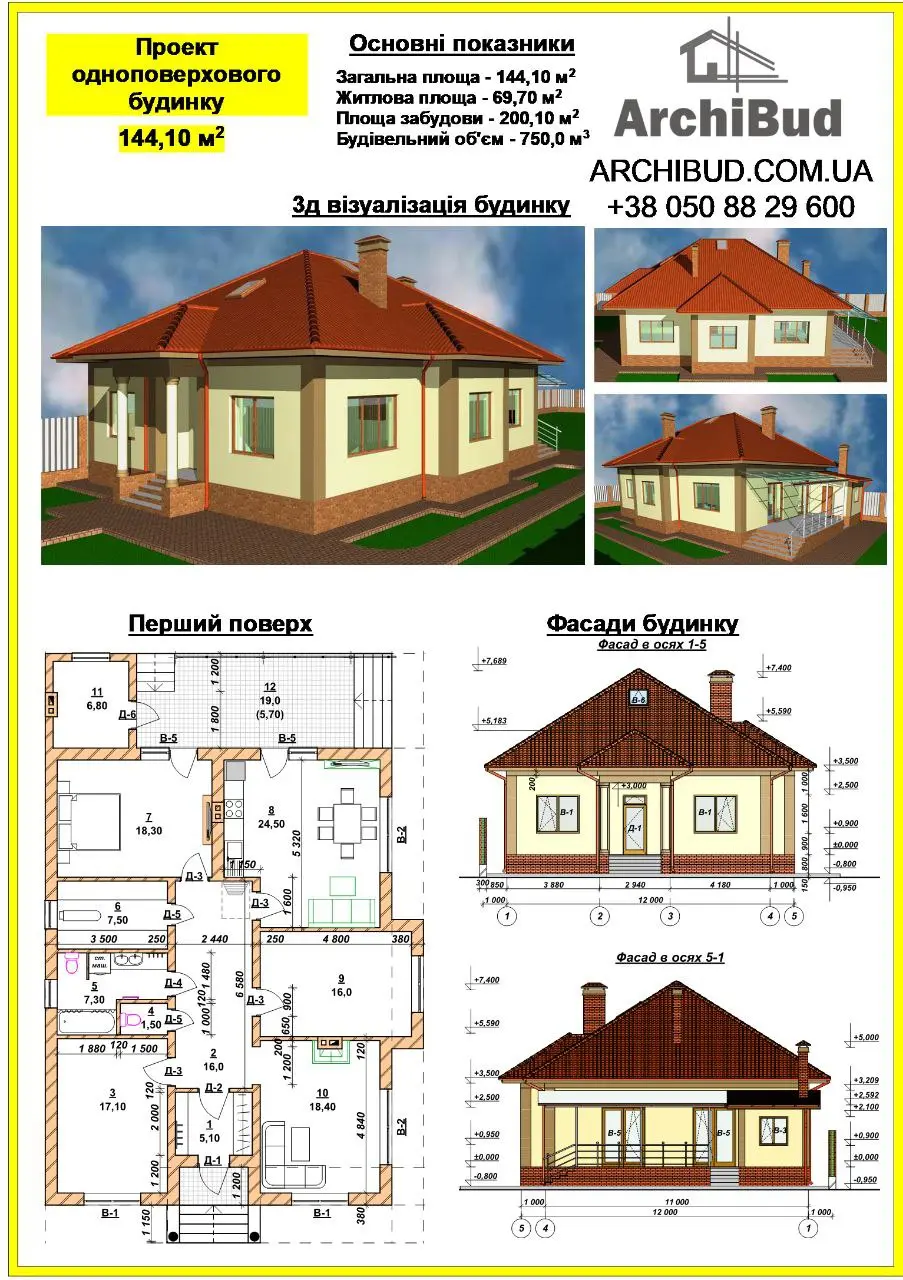 Проект
одноповерхового
будинку
144,10 м²
Основні показники
Загальна площа - 144,10 м²
Житлова площа - 69,70 м²
Площа забудови - 200,10 м²
Будівельний об'єм - 750,0 м³
ArchiBud
ARCHIBUD.COM.UA
+38 050 88 29 600
3д візуалізація будинку
Перший поверх
11
6,80
Д-6
1 200
1 800
12
19,0
(5,70)
В-5
В-5
7
18,30
8
24,50
5 320
В-2
1 150
Д-3
1 600
Д-3
6
7,50
Д-5
3 500
250
2 440
250
4 800
380
ст.
маш.
5
7,30
Д-4
1 480
6 580
120
Д-3
9
16,0
4
1,50
Д-5
1 000
900
650
1 880
120
1 500
2
16,0
200
1 200
120
Д-3
3
17,10
120
2 000
Д-2
10
18,40
4 840
В-2
1
5,10
Д-1
1 200
1 200
В-1
В-1
1 150
380
Фасади будинку
Фасад в осях 1-5
+7,689
+7,400
В-6
+5,590
+5,183
+3,500
200
+3,000
+2,500
1 000
В-1
Д-1
В-1
1 600
+0,900
±0,000
900
800
-0,800
150
-0,950
300
850
3 880
2 940
4 180
1 000
1 000
12 000
1
2
3
4
5
Фасад в осях 5-1
+7,400
+5,590
+5,000
+3,500
+3,209
+2,592
+2,500
+2,100
В-5
В-5
В-3
+0,950
+0,900
±0,000
±0,000
-0,800
-0,950
1 000
11 000
12 000
1 000
5
4
1